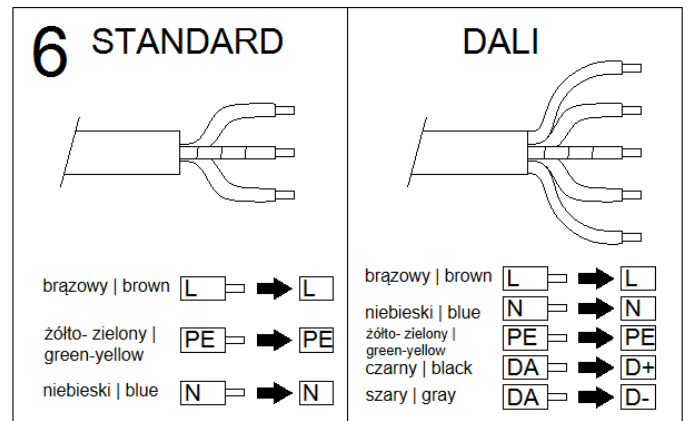 6 STANDARD
brązowy | brown L L
żółto- zielony |
green-yellow PE PE
niebieski | blue N N
DALI
brązowy | brown L L
niebieski | blue N N
żółto- zielony |
green-yellow PE PE
czarny | black DA D+
szary | gray DA D-